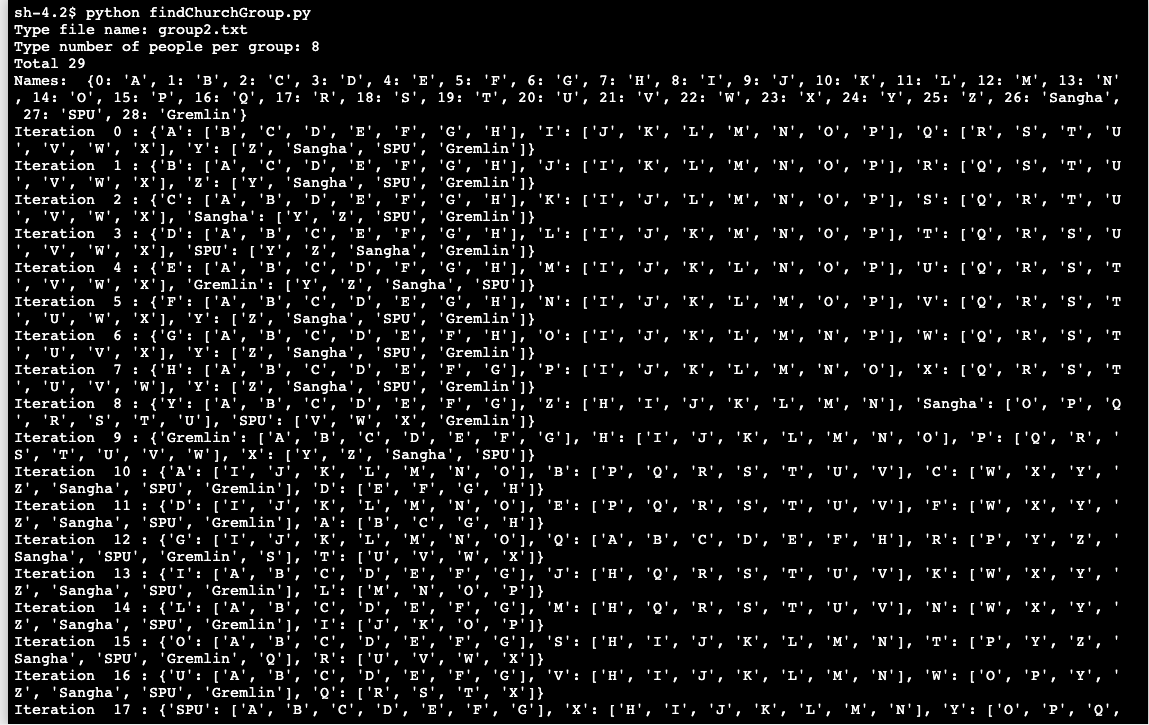 sh-4.2$ python findChurchGroup.py
Type file name: group2.txt
Type number of people per group: 8
Total 29
Names:  {0: 'A', 1: 'B', 2: 'C', 3: 'D', 4: 'E', 5: 'F', 6: 'G', 7: 'H', 8: 'I', 9: 'J', 10: 'K', 11: 'L', 12: 'M', 13: 'N'
, 14: 'O', 15: 'P', 16: 'Q', 17: 'R', 18: 'S', 19: 'T', 20: 'U', 21: 'V', 22: 'W', 23: 'X', 24: 'Y', 25: 'Z', 26: 'Sangha',
 27: 'SPU', 28: 'Gremlin'}
Iteration  0 : {'A': ['B', 'C', 'D', 'E', 'F', 'G', 'H'], 'I': ['J', 'K', 'L', 'M', 'N', 'O', 'P'], 'Q': ['R', 'S', 'T', 'U
', 'V', 'W', 'X'], 'Y': ['Z', 'Sangha', 'SPU', 'Gremlin']}
Iteration  1 : {'B': ['A', 'C', 'D', 'E', 'F', 'G', 'H'], 'J': ['I', 'K', 'L', 'M', 'N', 'O', 'P'], 'R': ['Q', 'S', 'T', 'U
', 'V', 'W', 'X'], 'Z': ['Y', 'Sangha', 'SPU', 'Gremlin']}
Iteration  2 : {'C': ['A', 'B', 'D', 'E', 'F', 'G', 'H'], 'K': ['I', 'J', 'L', 'M', 'N', 'O', 'P'], 'S': ['Q', 'R', 'T', 'U
', 'V', 'W', 'X'], 'Sangha': ['Y', 'Z', 'SPU', 'Gremlin']}
Iteration  3 : {'D': ['A', 'B', 'C', 'E', 'F', 'G', 'H'], 'L': ['I', 'J', 'K', 'M', 'N', 'O', 'P'], 'T': ['Q', 'R', 'S', 'U
', 'V', 'W', 'X'], 'SPU': ['Y', 'Z', 'Sangha', 'Gremlin']}
Iteration  4 : {'E': ['A', 'B', 'C', 'D', 'F', 'G', 'H'], 'M': ['I', 'J', 'K', 'L', 'N', 'O', 'P'], 'U': ['Q', 'R', 'S', 'T
', 'V', 'W', 'X'], 'Gremlin': ['Y', 'Z', 'Sangha', 'SPU']}
Iteration  5 : {'F': ['A', 'B', 'C', 'D', 'E', 'G', 'H'], 'N': ['I', 'J', 'K', 'L', 'M', 'O', 'P'], 'V': ['Q', 'R', 'S', 'T
', 'U', 'W', 'X'], 'Y': ['Z', 'Sangha', 'SPU', 'Gremlin']}
Iteration  6 : {'G': ['A', 'B', 'C', 'D', 'E', 'F', 'H'], 'O': ['I', 'J', 'K', 'L', 'M', 'N', 'P'], 'W': ['Q', 'R', 'S', 'T
', 'U', 'V', 'X'], 'Y': ['Z', 'Sangha', 'SPU', 'Gremlin']}
Iteration  7 : {'H': ['A', 'B', 'C', 'D', 'E', 'F', 'G'], 'P': ['I', 'J', 'K', 'L', 'M', 'N', 'O'], 'X': ['Q', 'R', 'S', 'T
', 'U', 'V', 'W'], 'Y': ['Z', 'Sangha', 'SPU', 'Gremlin']}
Iteration  8 : {'Y': ['A', 'B', 'C', 'D', 'E', 'F', 'G'], 'Z': ['H', 'I', 'J', 'K', 'L', 'M', 'N'], 'Sangha': ['O', 'P', 'Q
', 'R', 'S', 'T', 'U'], 'SPU': ['V', 'W', 'X', 'Gremlin']}
Iteration  9 : {'Gremlin': ['A', 'B', 'C', 'D', 'E', 'F', 'G'], 'H': ['I', 'J', 'K', 'L', 'M', 'N', 'O'], 'P': ['Q', 'R', '
S', 'T', 'U', 'V', 'W'], 'X': ['Y', 'Z', 'Sangha', 'SPU']}
Iteration  10 : {'A': ['I', 'J', 'K', 'L', 'M', 'N', 'O'], 'B': ['P', 'Q', 'R', 'S', 'T', 'U', 'V'], 'C': ['W', 'X', 'Y', '
Z', 'Sangha', 'SPU', 'Gremlin'], 'D': ['E', 'F', 'G', 'H']}
Iteration  11 : {'D': ['I', 'J', 'K', 'L', 'M', 'N', 'O'], 'E': ['P', 'Q', 'R', 'S', 'T', 'U', 'V'], 'F': ['W', 'X', 'Y', '
Z', 'Sangha', 'SPU', 'Gremlin'], 'A': ['B', 'C', 'G', 'H']}
Iteration  12 : {'G': ['I', 'J', 'K', 'L', 'M', 'N', 'O'], 'Q': ['A', 'B', 'C', 'D', 'E', 'F', 'H'], 'R': ['P', 'Y', 'Z', '
Sangha', 'SPU', 'Gremlin', 'S'], 'T': ['U', 'V', 'W', 'X']}
Iteration  13 : {'I': ['A', 'B', 'C', 'D', 'E', 'F', 'G'], 'J': ['H', 'Q', 'R', 'S', 'T', 'U', 'V'], 'K': ['W', 'X', 'Y', '
Z', 'Sangha', 'SPU', 'Gremlin'], 'L': ['M', 'N', 'O', 'P']}
Iteration  14 : {'L': ['A', 'B', 'C', 'D', 'E', 'F', 'G'], 'M': ['H', 'Q', 'R', 'S', 'T', 'U', 'V'], 'N': ['W', 'X', 'Y', '
Z', 'Sangha', 'SPU', 'Gremlin'], 'I': ['J', 'K', 'O', 'P']}
Iteration  15 : {'O': ['A', 'B', 'C', 'D', 'E', 'F', 'G'], 'S': ['H', 'I', 'J', 'K', 'L', 'M', 'N'], 'T': ['P', 'Y', 'Z', '
Sangha', 'SPU', 'Gremlin', 'Q'], 'R': ['U', 'V', 'W', 'X']}
Iteration  16 : {'U': ['A', 'B', 'C', 'D', 'E', 'F', 'G'], 'V': ['H', 'I', 'J', 'K', 'L', 'M', 'N'], 'W': ['O', 'P', 'Y', '
Z', 'Sangha', 'SPU', 'Gremlin'], 'Q': ['R', 'S', 'T', 'X']}
Iteration  17 : {'SPU': ['A', 'B', 'C', 'D', 'E', 'F', 'G'], 'X': ['H', 'I', 'J', 'K', 'L', 'M', 'N'], 'Y': ['O', 'P', 'Q',